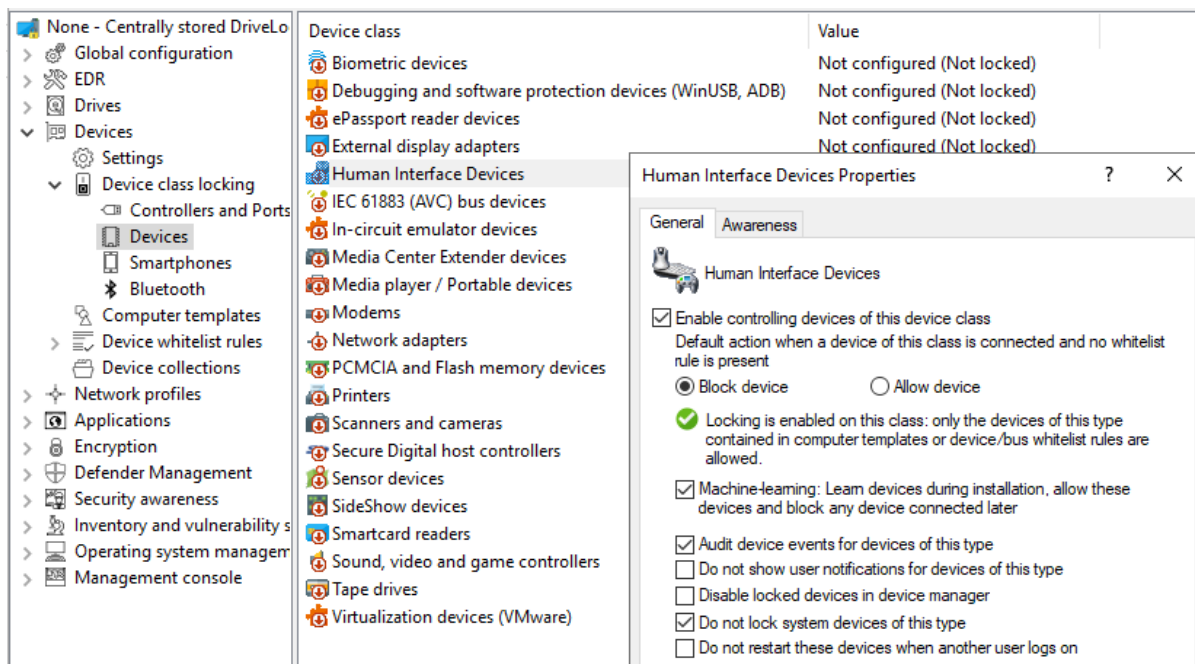 None - Centrally stored DriveLo
Global configuration
EDR
Drives
Devices
Settings
Device class locking
Controllers and Ports
Devices
Smartphones
Bluetooth
Computer templates
Device whitelist rules
Device collections
Network profiles
Applications
Encryption
Defender Management
Security awareness
Inventory and vulnerability s
Operating system managem
Management console
Device class Value
Biometric devices Not configured (Not locked)
Debugging and software protection devices (WinUSB, ADB) Not configured (Not locked)
ePassport reader devices Not configured (Not locked)
External display adapters Not configured (Not locked)
Human Interface Devices
IEC 61883 (AVC) bus devices
In-circuit emulator devices
Media Center Extender devices
Media player / Portable devices
Modems
Network adapters
PCMCIA and Flash memory devices
Printers
Scanners and cameras
Secure Digital host controllers
Sensor devices
SideShow devices
Smartcard readers
Sound, video and game controllers
Tape drives
Virtualization devices (VMware)
Human Interface Devices Properties ?
General Awareness
Human Interface Devices
Enable controlling devices of this device class
Default action when a device of this class is connected and no whitelist
rule is present
Block device Allow device
Locking is enabled on this class: only the devices of this type
contained in computer templates or device/bus whitelist rules are
allowed.
Machine-learning: Learn devices during installation, allow these
devices and block any device connected later
Audit device events for devices of this type
Do not show user notifications for devices of this type
Disable locked devices in device manager
Do not lock system devices of this type
Do not restart these devices when another user logs on